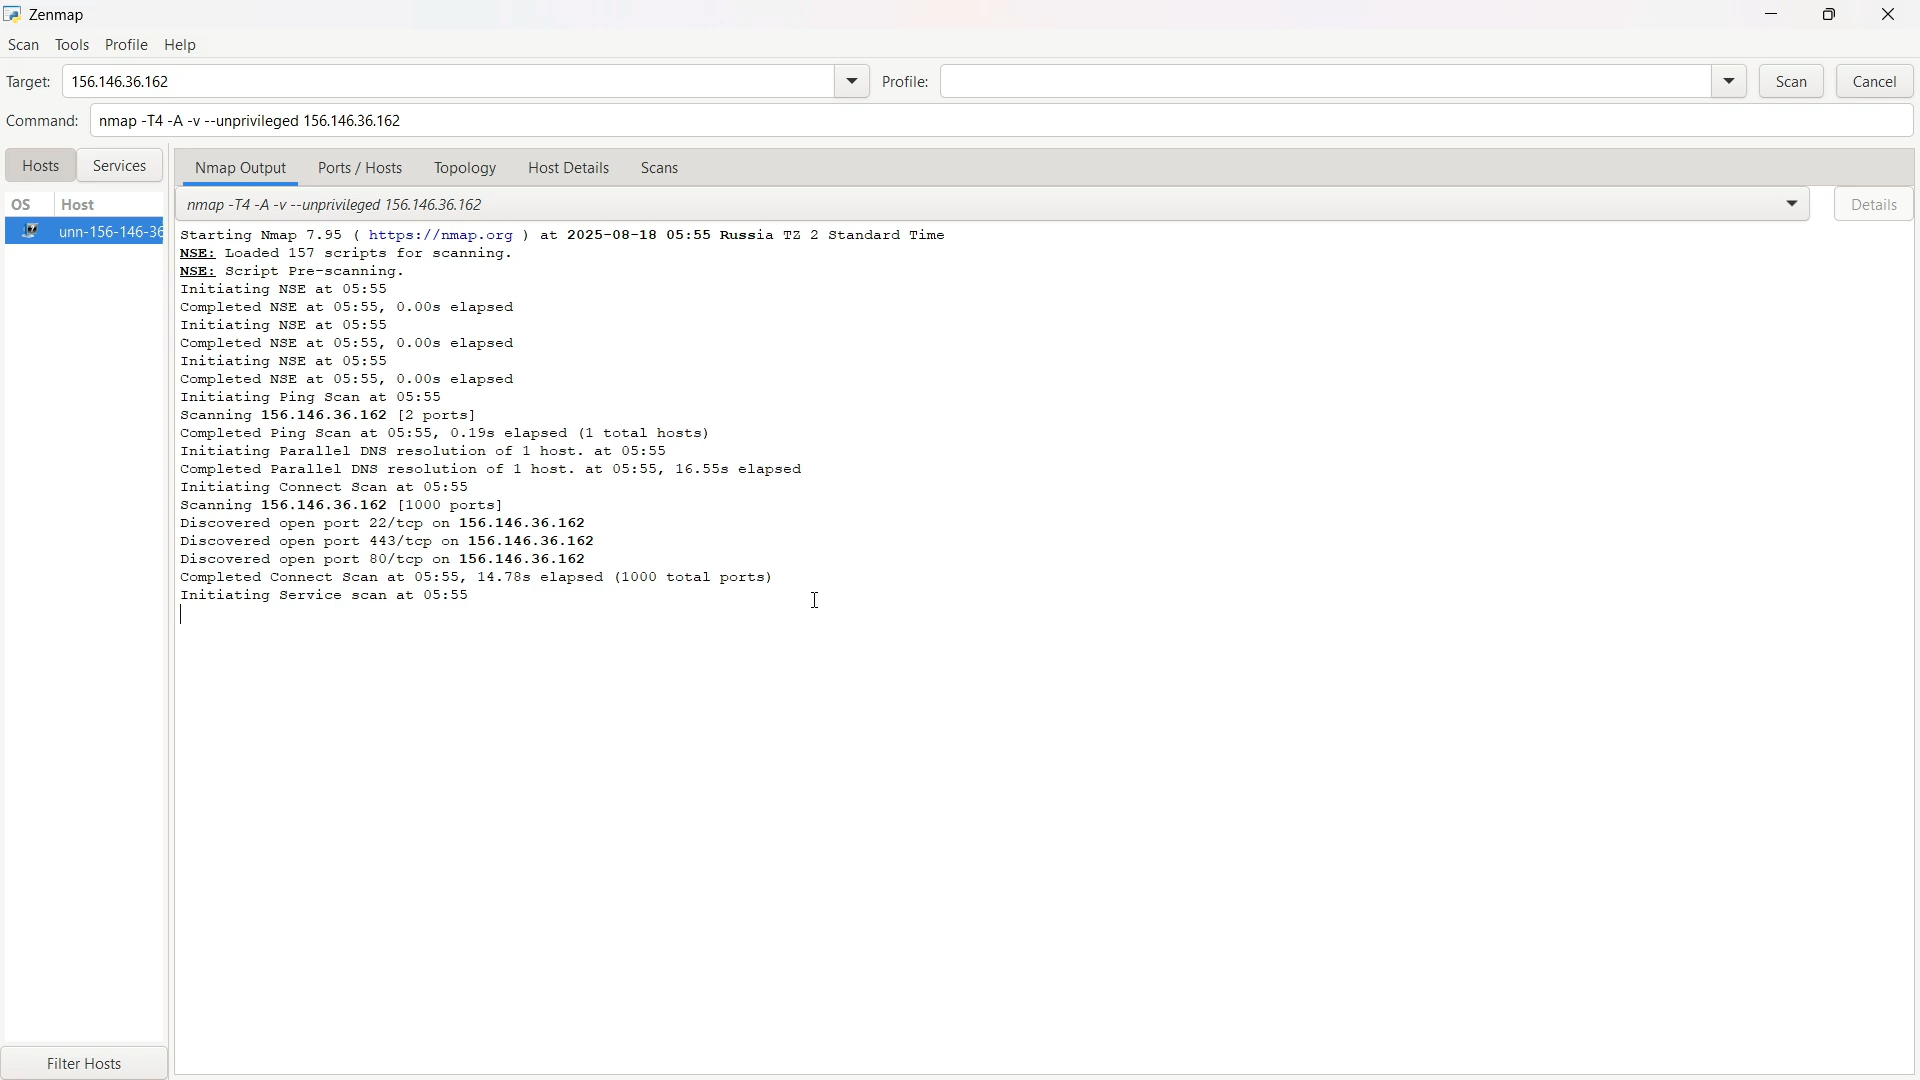 Zenmap
Scan Tools Profile Help
Target: 156.146.36.162 Profile: Scan Cancel
Command: nmap -T4 -A -v --unprivileged 156.146.36.162
Hosts Services
Nmap Output Ports / Hosts Topology Host Details Scans
OS Host
nmap -T4 -A -v --unprivileged 156.146.36.162 Details
unn-156-146-36
Starting Nmap 7.95 ( https://nmap.org ) at 2025-08-18 05:55 Russia TZ 2 Standard Time
NSE: Loaded 157 scripts for scanning.
NSE: Script Pre-scanning.
Initiating NSE at 05:55
Completed NSE at 05:55, 0.00s elapsed
Initiating NSE at 05:55
Completed NSE at 05:55, 0.00s elapsed
Initiating NSE at 05:55
Completed NSE at 05:55, 0.00s elapsed
Initiating Ping Scan at 05:55
Scanning 156.146.36.162 [2 ports]
Completed Ping Scan at 05:55, 0.19s elapsed (1 total hosts)
Initiating Parallel DNS resolution of 1 host. at 05:55
Completed Parallel DNS resolution of 1 host. at 05:55, 16.55s elapsed
Initiating Connect Scan at 05:55
Scanning 156.146.36.162 [1000 ports]
Discovered open port 22/tcp on 156.146.36.162
Discovered open port 443/tcp on 156.146.36.162
Discovered open port 80/tcp on 156.146.36.162
Completed Connect Scan at 05:55, 14.78s elapsed (1000 total ports)
Initiating Service scan at 05:55
Filter Hosts